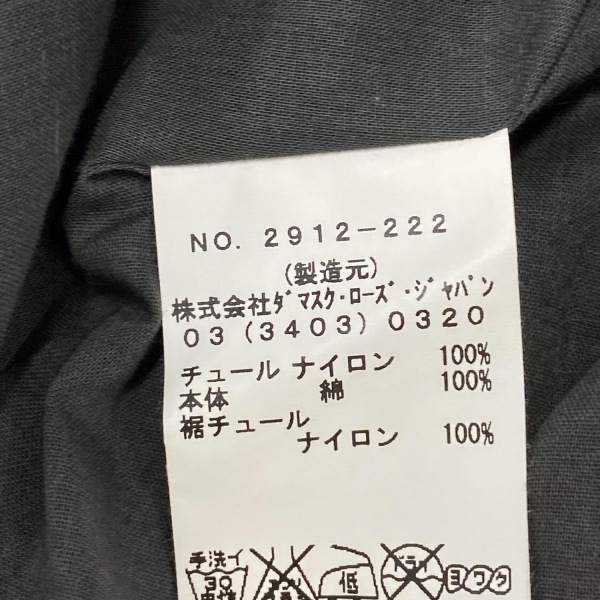 NO. 2912-222
(製造元)
株式会社ダマスク・ローズ・ジャパン
03(3403)0320
チュール ナイロン 100%
本体 綿 100%
裾チュール
ナイロン 100%
手洗イ
30
低
ドライ
ヨワク